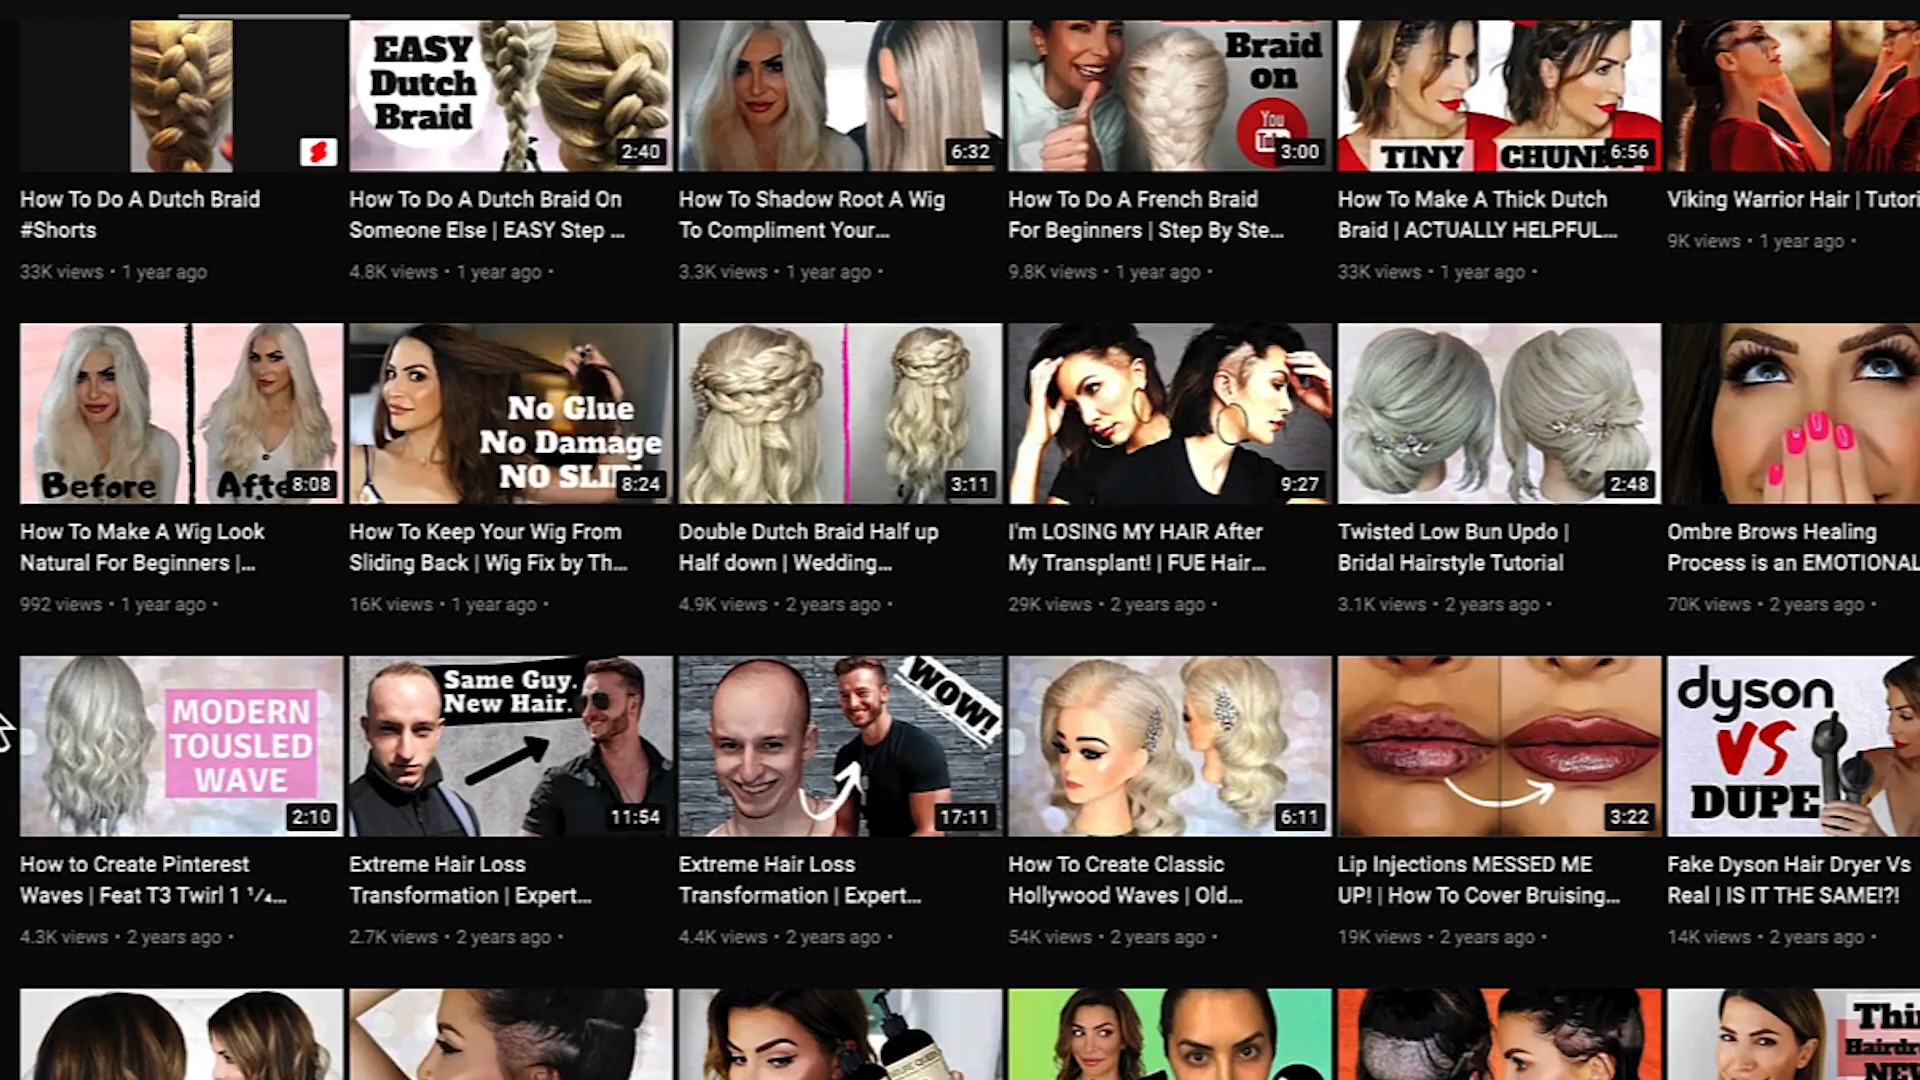 EASY
Dutch
Braid
2:40
6:32
Braid
on
You
3:00
TINY
6:56
How To Do A Dutch Braid
#Shorts
33K views • 1 year ago
How To Do A Dutch Braid On
Someone Else | EASY Step ...
4.8K views • 1 year ago •
How To Shadow Root A Wig
To Compliment Your...
3.3K views • 1 year ago •
How To Do A French Braid
For Beginners | Step By Ste...
9.8K views • 1 year ago •
How To Make A Thick Dutch
Braid | ACTUALLY HELPFUL...
33K views • 1 year ago •
Viking Warrior Hair | Tutori
9K views • 1 year ago •
Before
Afte
8:08
No Glue
No Damage
NO SLI
8:24
3:11
9:27
2:48
How To Make A Wig Look
Natural For Beginners |...
992 views • 1 year ago •
How To Keep Your Wig From
Sliding Back | Wig Fix by Th...
16K views • 1 year ago •
Double Dutch Braid Half up
Half down | Wedding...
4.9K views • 2 years ago •
I'm LOSING MY HAIR After
My Transplant! | FUE Hair...
29K views • 2 years ago •
Twisted Low Bun Updo |
Bridal Hairstyle Tutorial
3.1K views • 2 years ago •
Ombre Brows Healing
Process is an EMOTIONAL
70K views • 2 years ago •
MODERN
TOUSLED
WAVE
2:10
Same Guy.
New Hair.
11:54
WOW!
17:11
6:11
3:22
dyson
VS
DUPE
How to Create Pinterest
Waves | Feat T3 Twirl 1 ¼...
4.3K views • 2 years ago •
Extreme Hair Loss
Transformation | Expert...
2.7K views • 2 years ago •
Extreme Hair Loss
Transformation | Expert...
4.4K views • 2 years ago •
How To Create Classic
Hollywood Waves | Old...
54K views • 2 years ago •
Lip Injections MESSED ME
UP! | How To Cover Bruising...
19K views • 2 years ago •
Fake Dyson Hair Dryer Vs
Real | IS IT THE SAME!?!
14K views • 2 years ago •